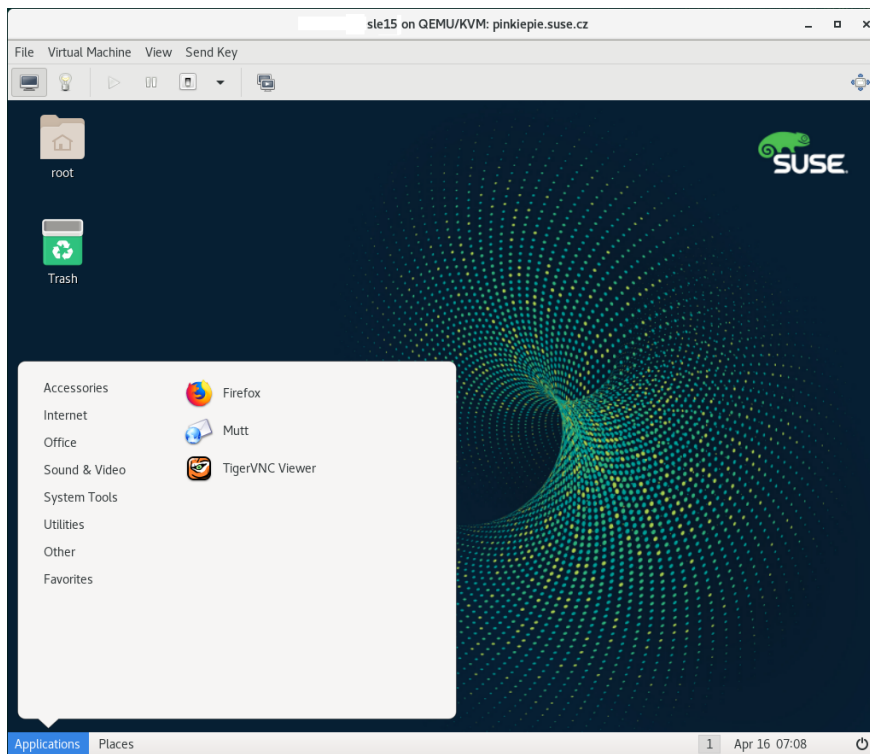 sle15 on QEMU/KVM: pinkiepie.suse.cz
File Virtual Machine View Send Key
root
SUSE
Trash
Accessories
Internet
Office
Sound & Video
System Tools
Utilities
Other
Favorites
Firefox
Mutt
TigerVNC Viewer
Applications Places 1 Apr 16 07:08